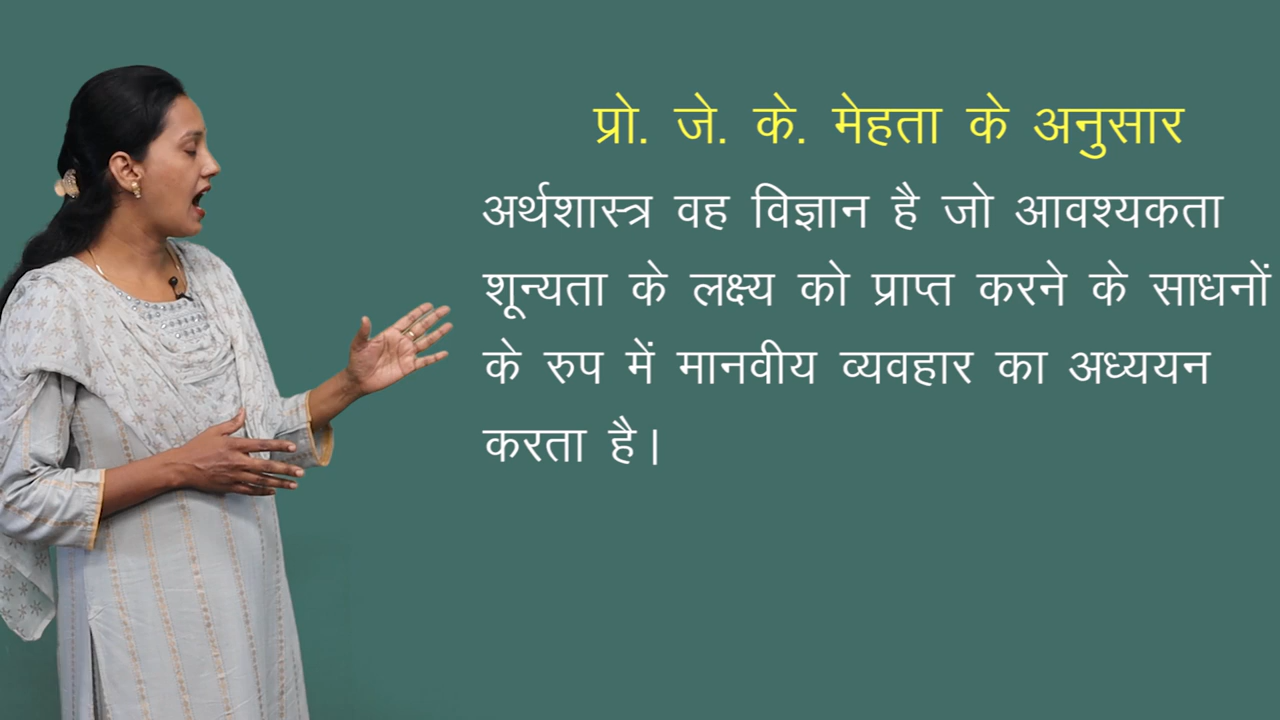 प्रो. जे. के. मेहता के अनुसार
अर्थशास्त्र वह विज्ञान है जो आवश्यकता
शून्यता के लक्ष्य को प्राप्त करने के साधनों
के रुप में मानवीय व्यवहार का अध्ययन
करता है।